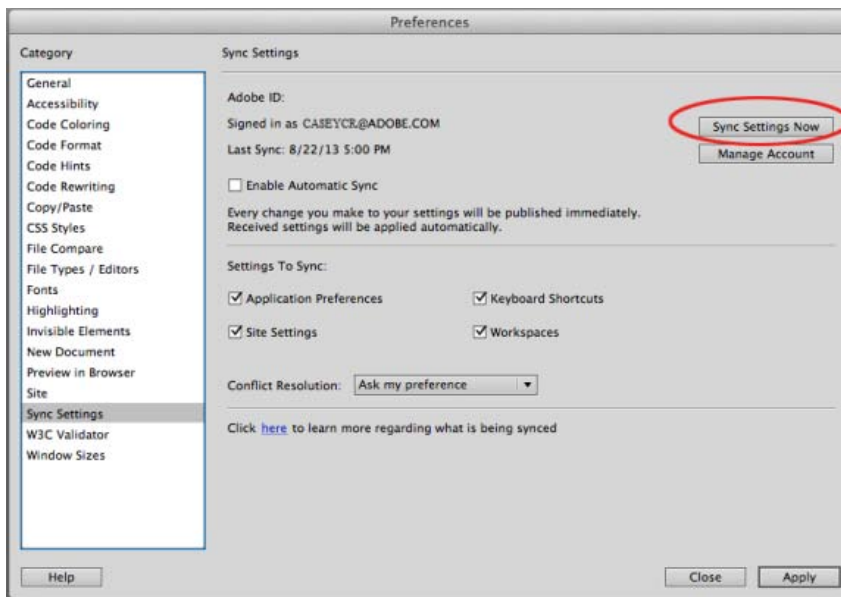 Preferences
Category
General
Accessibility
Code Coloring
Code Format
Code Hints
Code Rewriting
Copy/Paste
CSS Styles
File Compare
File Types / Editors
Fonts
Highlighting
Invisible Elements
New Document
Preview in Browser
Site
Sync Settings
W3C Validator
Window Sizes
Sync Settings
Adobe ID:
Signed in as CASEYCR@ADOBE.COM
Sync Settings Now
Last Sync: 8/22/13 5:00 PM
Manage Account
Enable Automatic Sync
Every change you make to your settings will be published immediately.
Received settings will be applied automatically.
Settings To Sync:
Application Preferences
Keyboard Shortcuts
Site Settings
Workspaces
Conflict Resolution: Ask my preference
Click here to learn more regarding what is being synced
Help
Close
Apply